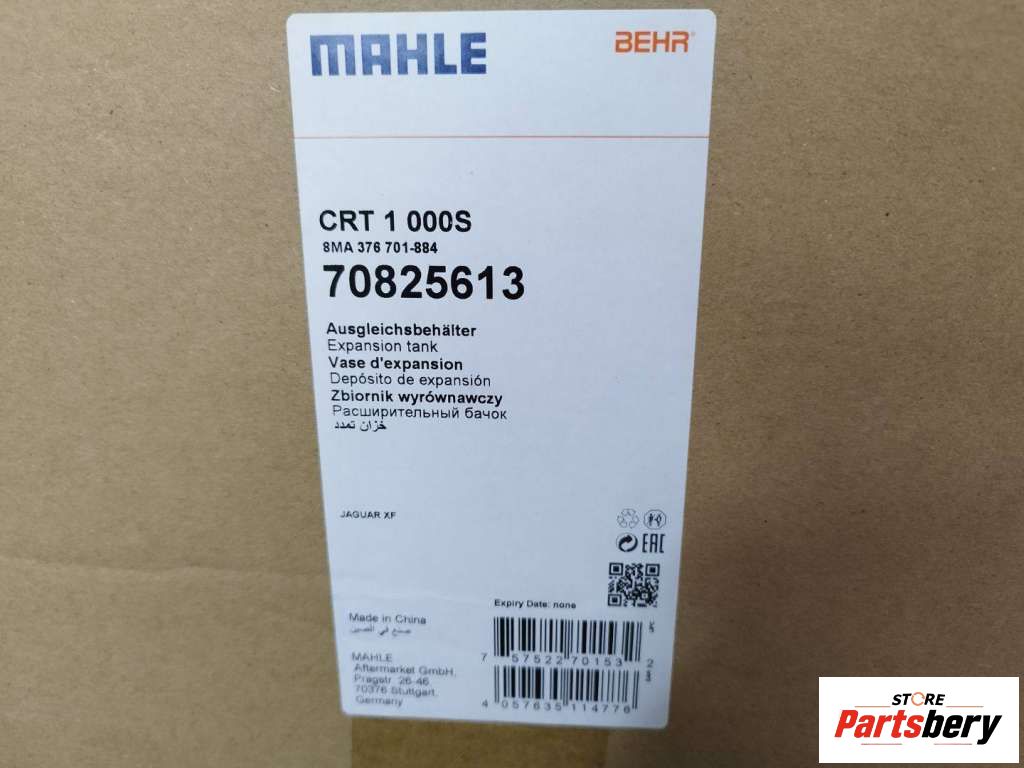 MAHLE
BEHR
CRT 1 000S
8MA 376 701-884
70825613
Ausgleichsbehälter
Expansion tank
Vase d'expansion
Depósito de expansión
Zbiornik wyrównawczy
Расширительный бачок
خزان تمدد
JAGUAR XF
EAC
Expiry Date: none
Made in China
صنع في الصين
7 57522 70153 2
MAHLE
Aftermarket GmbH,
Pragstr. 26-46
70376 Stuttgart,
Germany
4 057635 114776
STORE
Partsbery